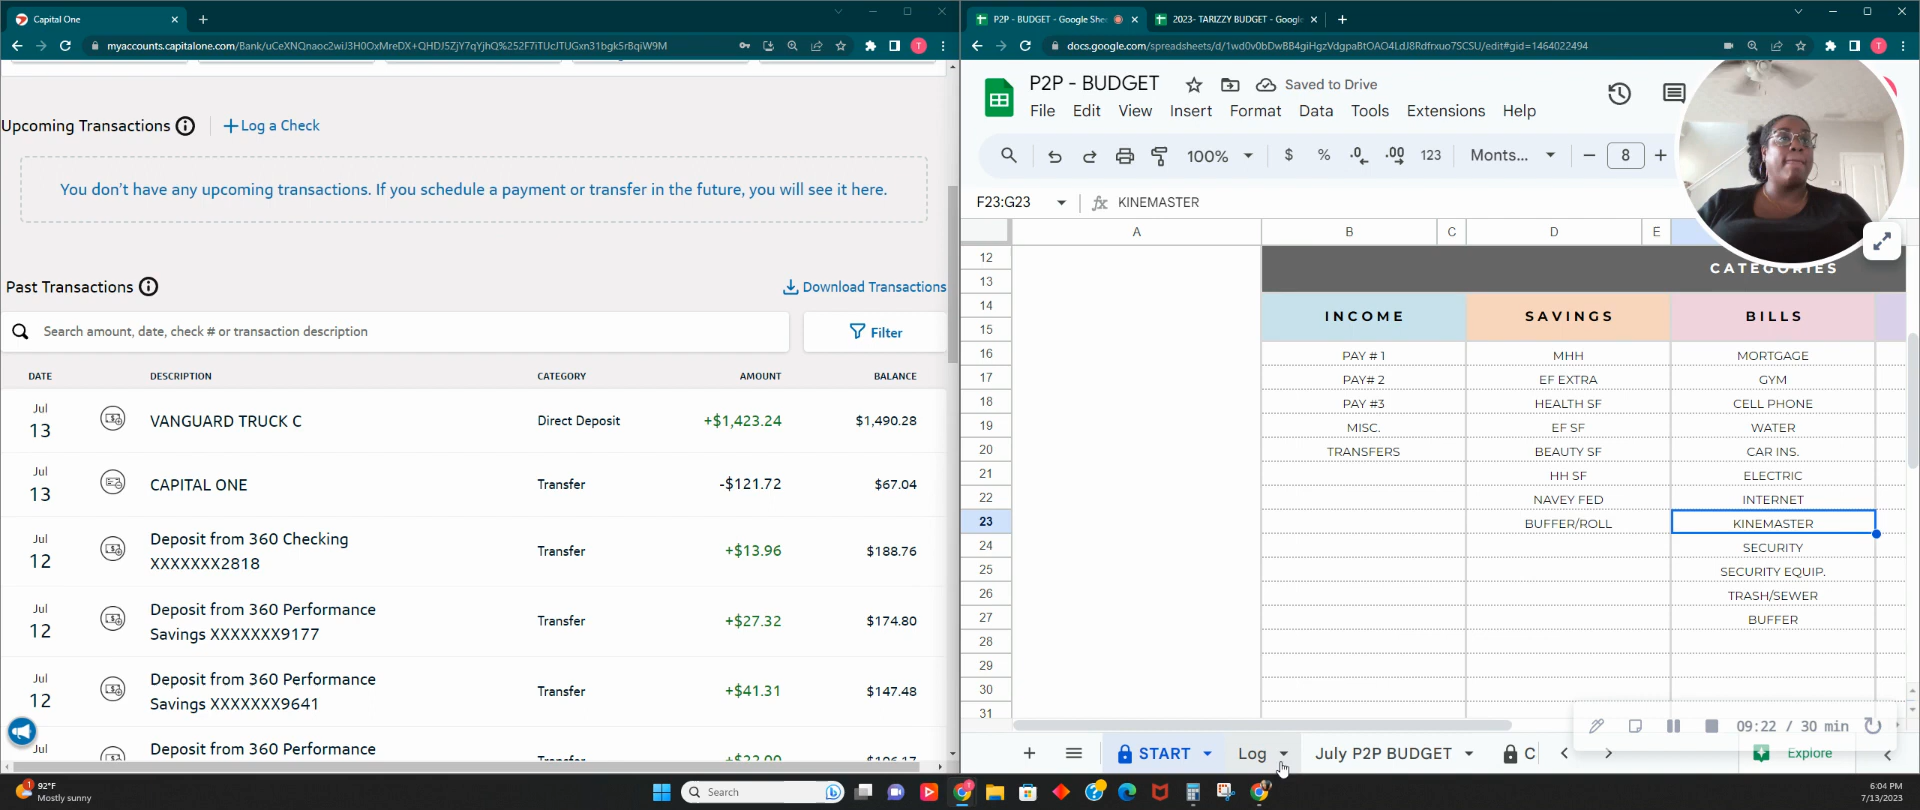 Capital One
P2P - BUDGET - Google She
2023- TARIZZY BUDGET - Google
myaccounts.capitalone.com/Bank/
docs.google.com/spreadsheets/d/
edit#gid=1464022494
Upcoming Transactions
+ Log a Check
You don't have any upcoming transactions. If you schedule a payment or transfer in the future, you will see it here.
Past Transactions
Download Transactions
Search amount, date, check # or transaction description
Filter
DATE DESCRIPTION CATEGORY AMOUNT BALANCE
Jul 13 VANGUARD TRUCK C Direct Deposit +$1,423.24 $1,490.28
Jul 13 CAPITAL ONE Transfer -$121.72 $67.04
Jul 12 Deposit from 360 Checking XXXXXXX2818 Transfer +$13.96 $188.76
Jul 12 Deposit from 360 Performance Savings XXXXXXX9177 Transfer +$27.32 $174.80
Jul 12 Deposit from 360 Performance Savings XXXXXXX9641 Transfer +$41.31 $147.48
Jul Deposit from 360 Performance
P2P - BUDGET
Saved to Drive
File Edit View Insert Format Data Tools Extensions Help
100% $ % .0 .00 123 Monts... 8
F23:G23 fx KINEMASTER
A B C D E
CATEGORIES
INCOME SAVINGS BILLS
12
13
14
15
16 PAY # 1 MHH MORTGAGE
17 PAY# 2 EF EXTRA GYM
18 PAY #3 HEALTH SF CELL PHONE
19 MISC. EF SF WATER
20 TRANSFERS BEAUTY SF CAR INS.
21 HH SF ELECTRIC
22 NAVEY FED INTERNET
23 BUFFER/ROLL KINEMASTER
24 SECURITY
25 SECURITY EQUIP.
26 TRASH/SEWER
27 BUFFER
28
29
30
31
09:22 / 30 min
START Log July P2P BUDGET C Explore
92°F
Mostly sunny
Search
6:04 PM
7/13/2023